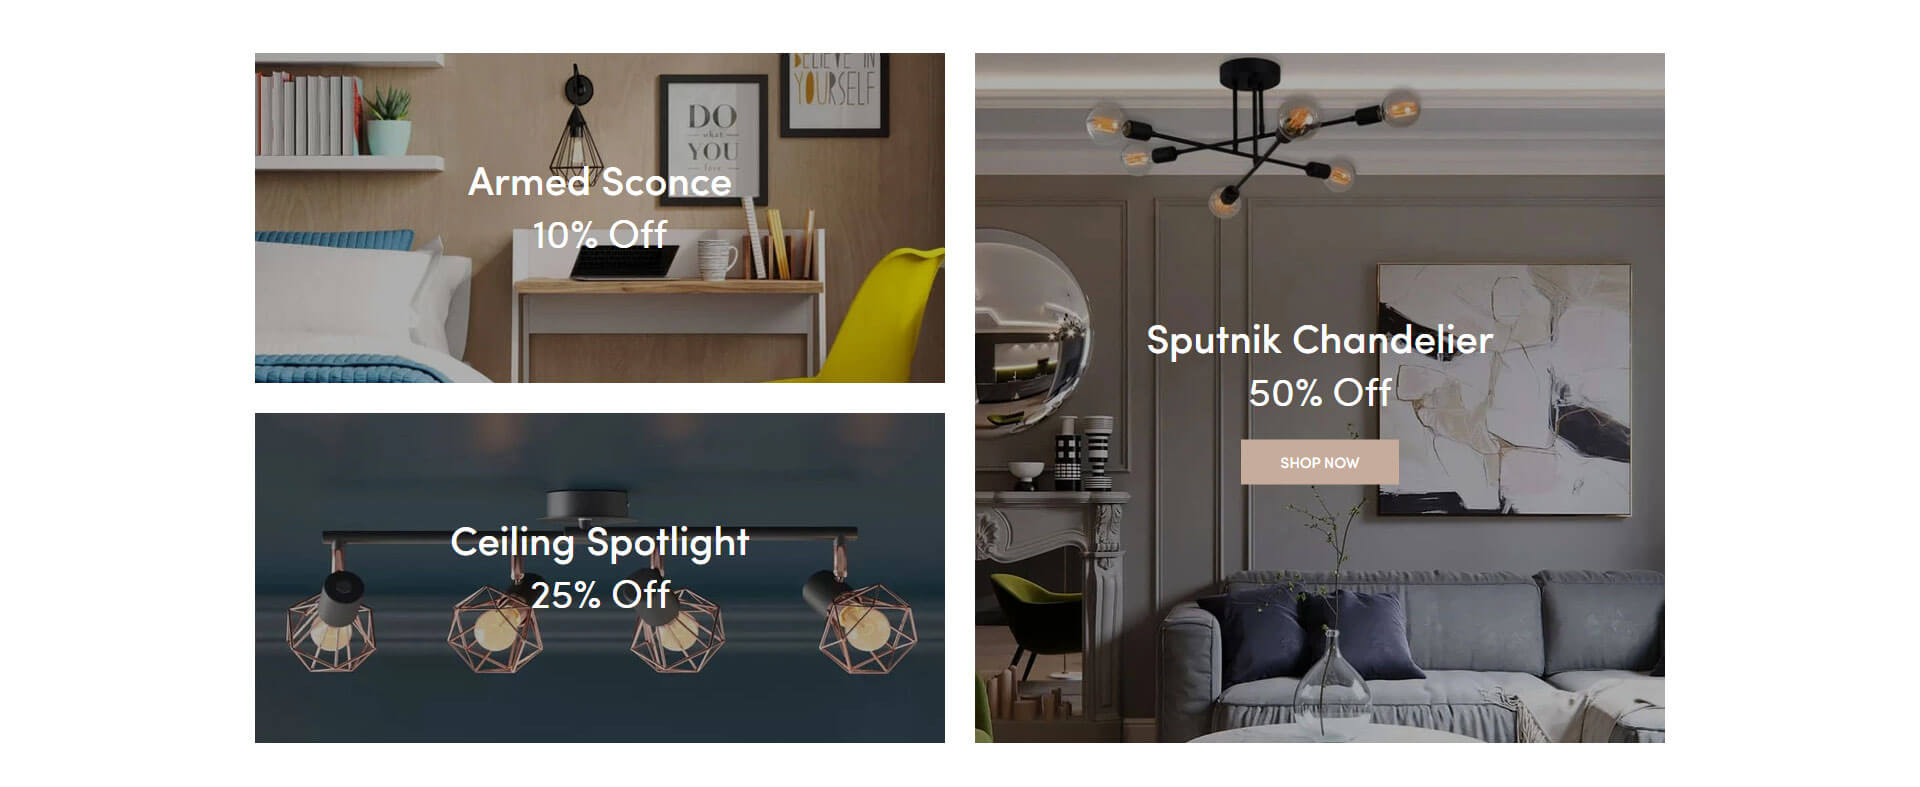 BELIEVE IN
YOURSELF
DO
what
YOU
love
Armed Sconce
10% Off
Ceiling Spotlight
25% Off
Sputnik Chandelier
50% Off
SHOP NOW